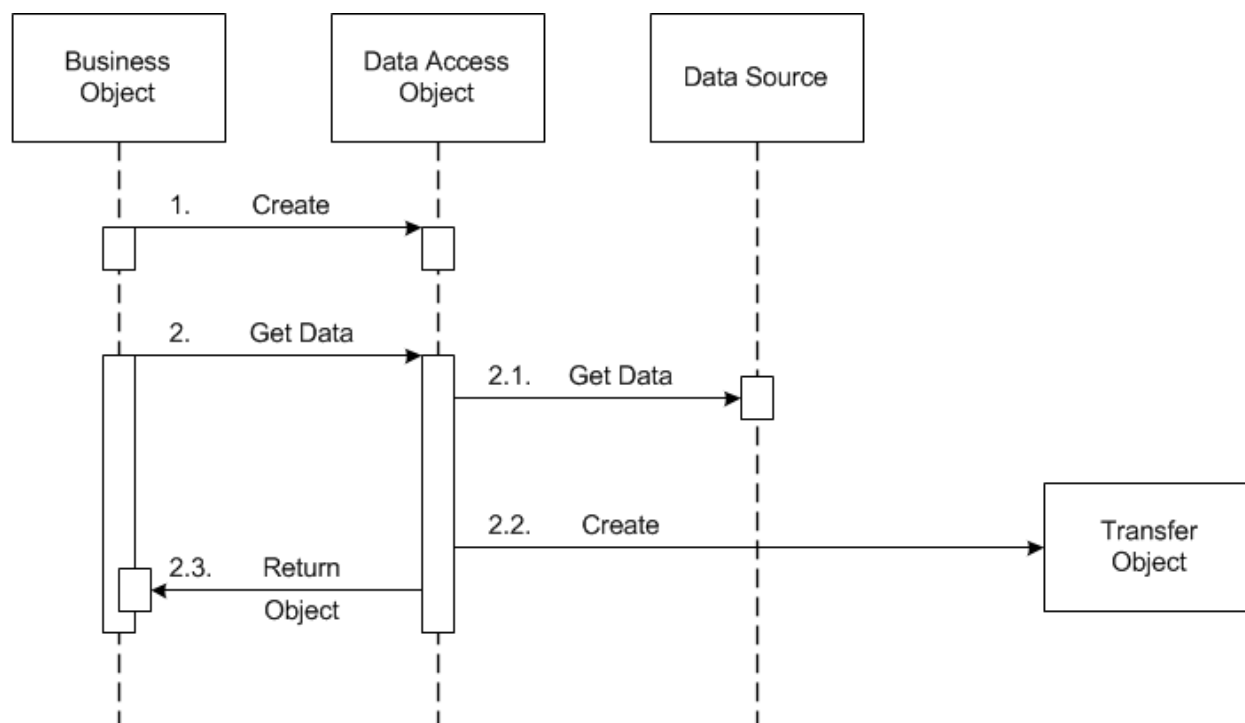 Business
Object
Data Access
Object
Data Source
1. Create
2. Get Data
2.1. Get Data
2.2. Create
Transfer
Object
2.3. Return
Object